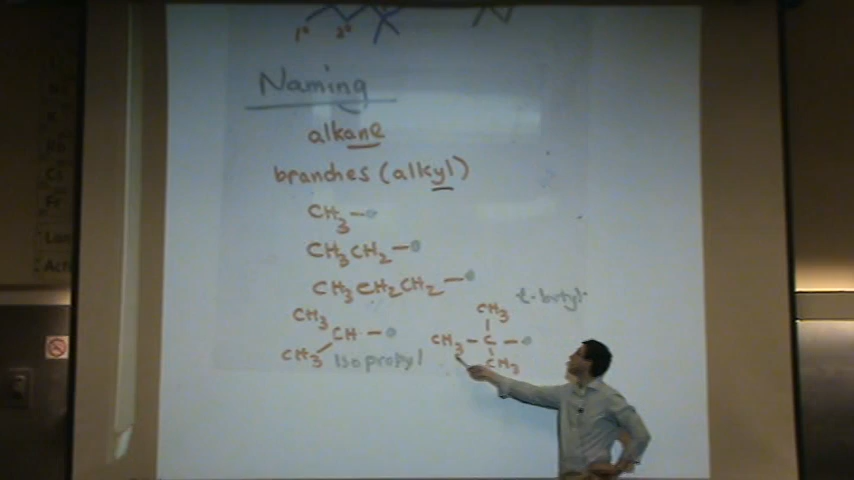 1° 2°
Naming
alkane
branches (alkyl)
CH3-
CH3CH2-
CH3CH2CH2-
t-butyl
CH3 CH3
CH- CH3-C-
CH3 isopropyl CH3